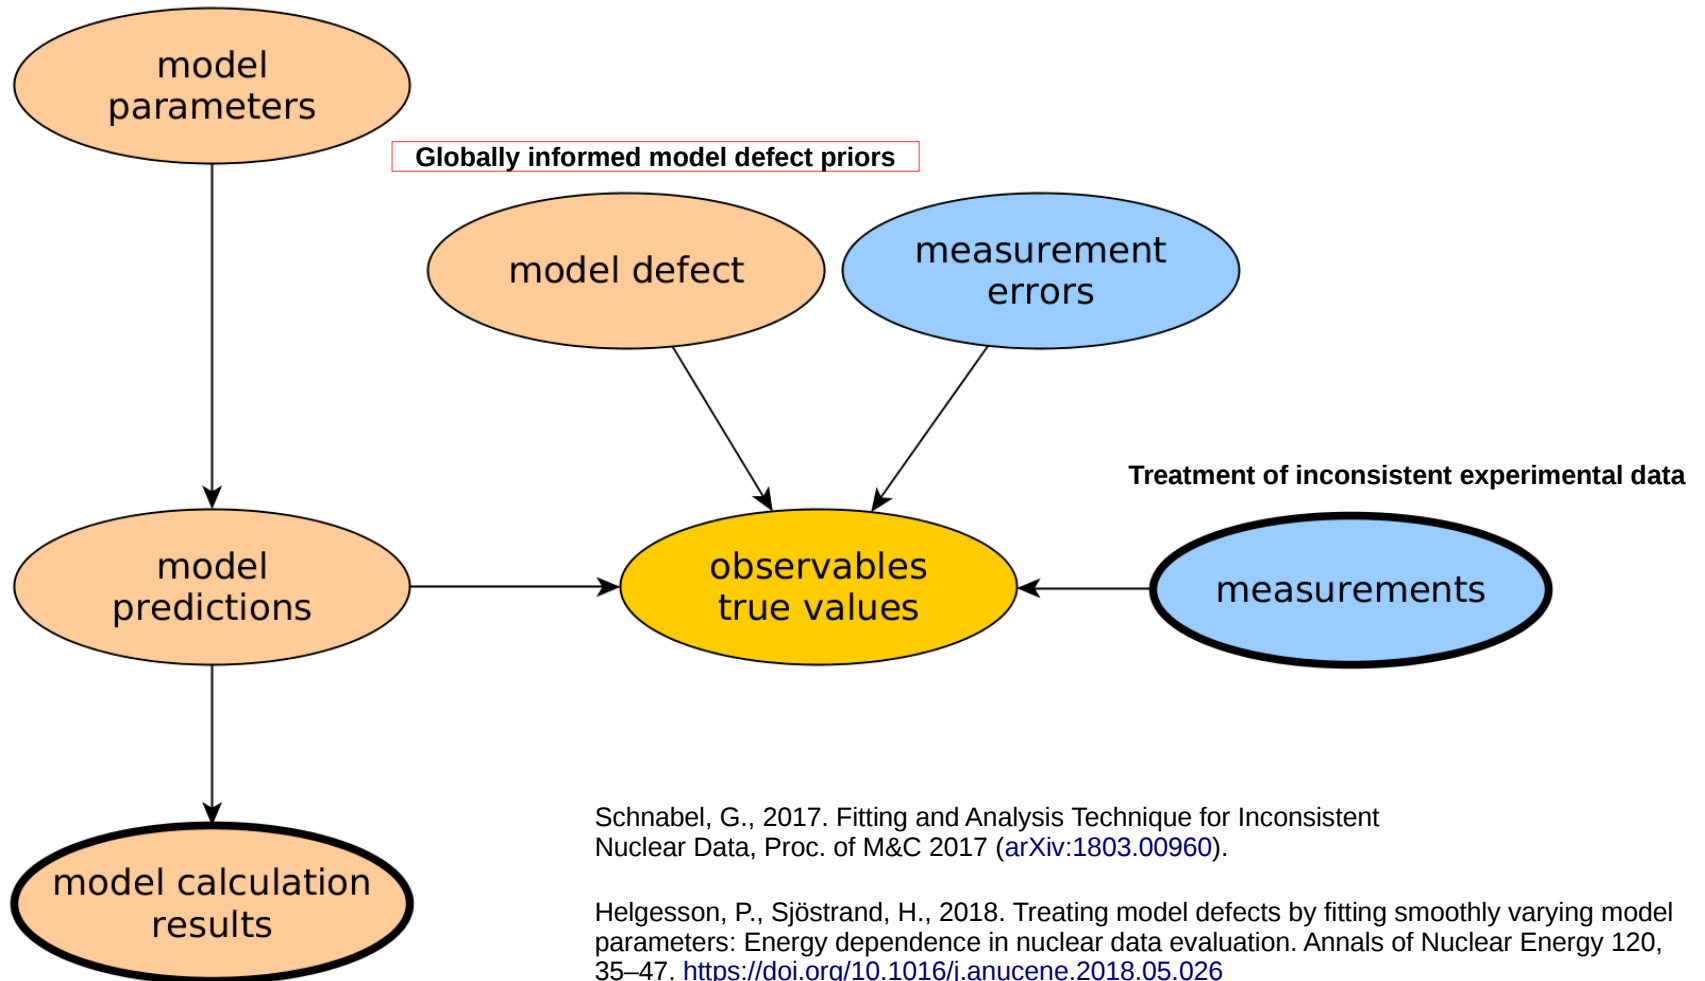 model
parameters
Globally informed model defect priors
model defect
measurement
errors
Treatment of inconsistent experimental data
model
predictions
observables
true values
measurements
model calculation
results
Schnabel, G., 2017. Fitting and Analysis Technique for Inconsistent
Nuclear Data, Proc. of M&C 2017 (arXiv:1803.00960).
Helgesson, P., Sjöstrand, H., 2018. Treating model defects by fitting smoothly varying model
parameters: Energy dependence in nuclear data evaluation. Annals of Nuclear Energy 120,
35–47. https://doi.org/10.1016/j.anucene.2018.05.026